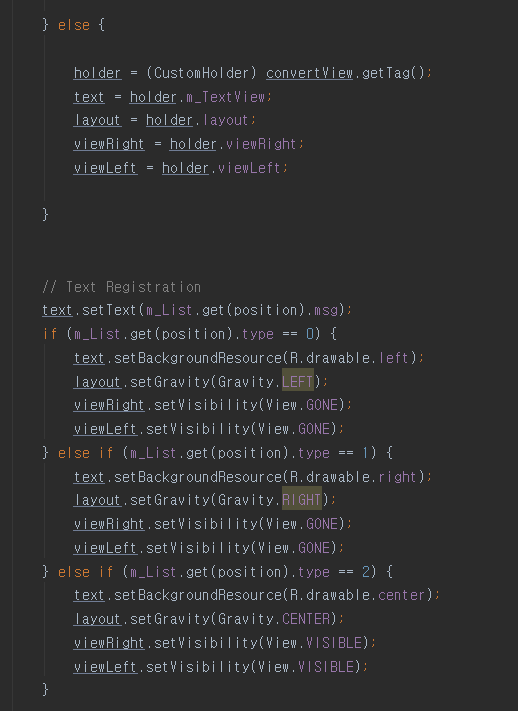 } else {
holder = (CustomHolder) convertView.getTag();
text = holder.m_TextView;
layout = holder.layout;
viewRight = holder.viewRight;
viewLeft = holder.viewLeft;
}
// Text Registration
text.setText(m_List.get(position).msg);
if (m_List.get(position).type == 0) {
text.setBackgroundResource(R.drawable.left);
layout.setGravity(Gravity.LEFT);
viewRight.setVisibility(View.GONE);
viewLeft.setVisibility(View.GONE);
} else if (m_List.get(position).type == 1) {
text.setBackgroundResource(R.drawable.right);
layout.setGravity(Gravity.RIGHT);
viewRight.setVisibility(View.GONE);
viewLeft.setVisibility(View.GONE);
} else if (m_List.get(position).type == 2) {
text.setBackgroundResource(R.drawable.center);
layout.setGravity(Gravity.CENTER);
viewRight.setVisibility(View.VISIBLE);
viewLeft.setVisibility(View.VISIBLE);
}